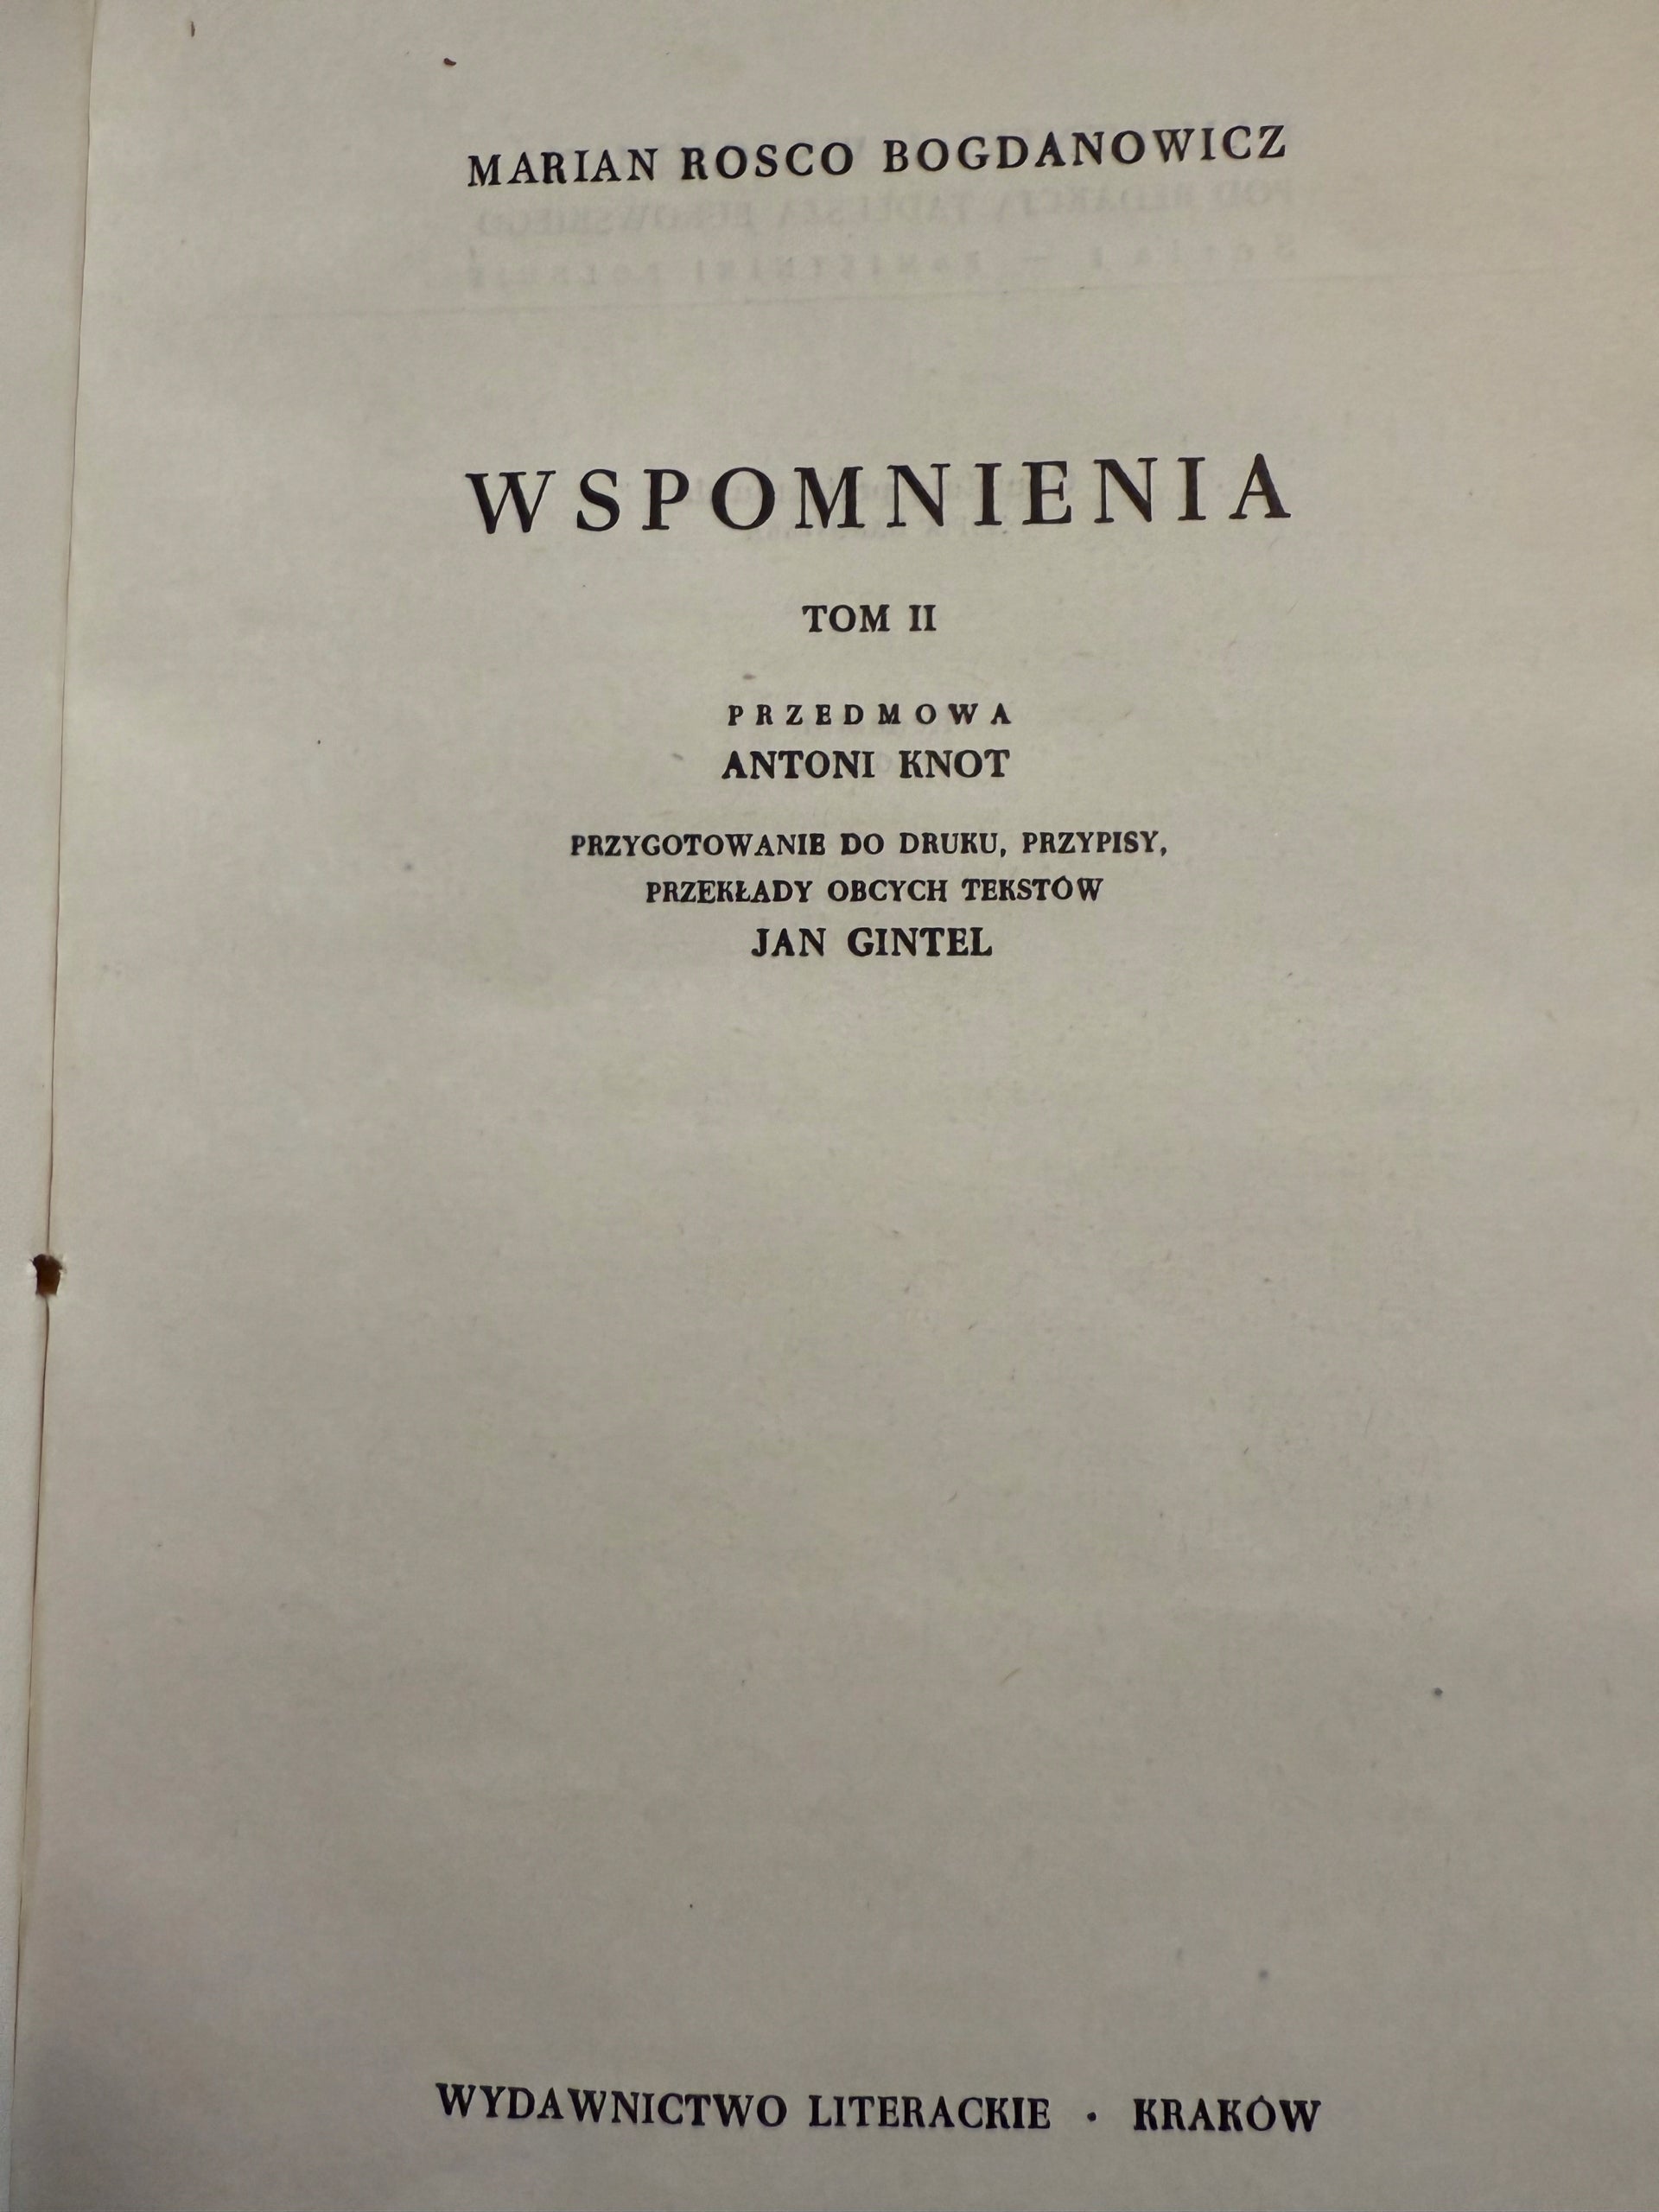 MARIAN ROSCO BOGDANOWICZ
WSPOMNIENIA
TOM II
PRZEDMOWA
ANTONI KNOT
PRZYGOTOWANIE DO DRUKU, PRZYPISY,
PRZEKŁADY OBCYCH TEKSTÓW
JAN GINTEL
WYDAWNICTWO LITERACKIE • KRAKÓW